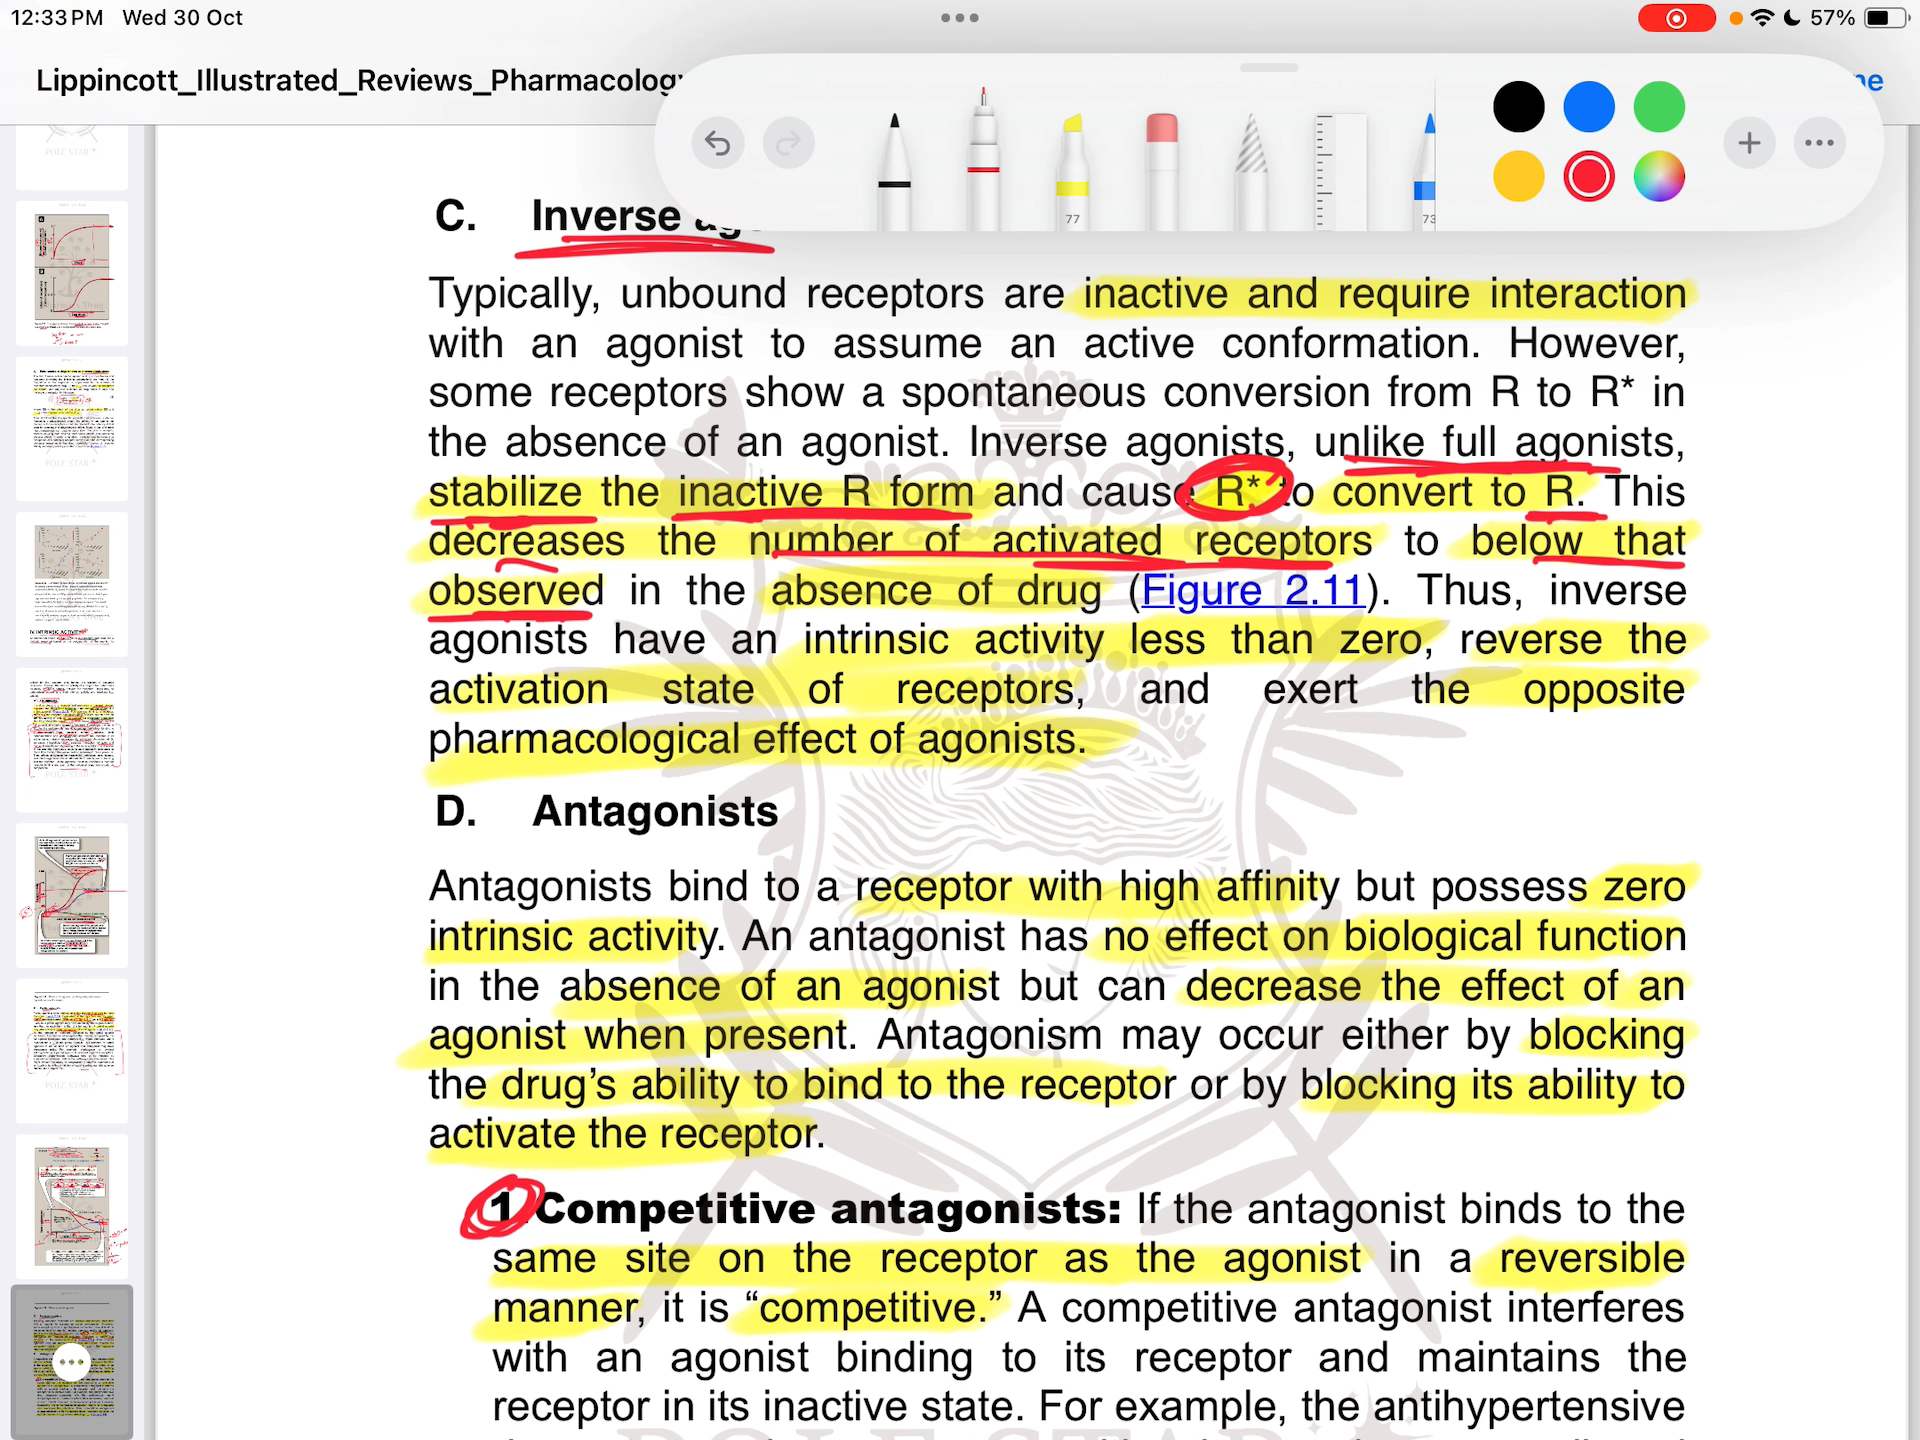 12:33 PM Wed 30 Oct
57%
Lippincott_Illustrated_Reviews_Pharmacology
77
73
C. Inverse
Typically, unbound receptors are inactive and require interaction
with an agonist to assume an active conformation. However,
some receptors show a spontaneous conversion from R to R* in
the absence of an agonist. Inverse agonists, unlike full agonists,
stabilize the inactive R form and cause R* to convert to R. This
decreases the number of activated receptors to below that
observed in the absence of drug (Figure 2.11). Thus, inverse
agonists have an intrinsic activity less than zero, reverse the
activation state of receptors, and exert the opposite
pharmacological effect of agonists.
D. Antagonists
Antagonists bind to a receptor with high affinity but possess zero
intrinsic activity. An antagonist has no effect on biological function
in the absence of an agonist but can decrease the effect of an
agonist when present. Antagonism may occur either by blocking
the drug’s ability to bind to the receptor or by blocking its ability to
activate the receptor.
1 Competitive antagonists: If the antagonist binds to the
same site on the receptor as the agonist in a reversible
manner, it is “competitive.” A competitive antagonist interferes
with an agonist binding to its receptor and maintains the
receptor in its inactive state. For example, the antihypertensive
POLE STAR